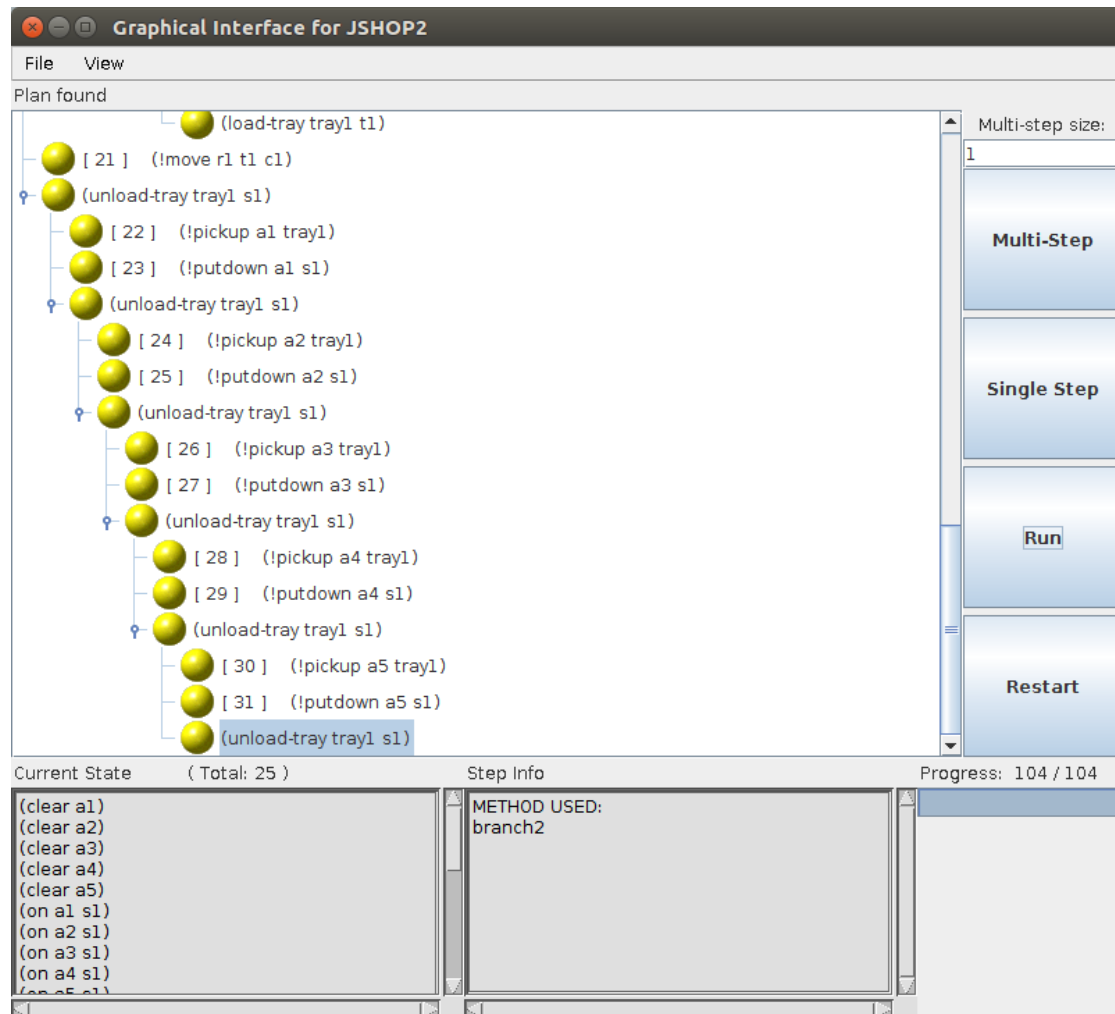 Graphical Interface for JSHOP2
File View
Plan found
(load-tray tray1 t1)
[ 21 ] (!move r1 t1 c1)
(unload-tray tray1 s1)
[ 22 ] (!pickup a1 tray1)
[ 23 ] (!putdown a1 s1)
(unload-tray tray1 s1)
[ 24 ] (!pickup a2 tray1)
[ 25 ] (!putdown a2 s1)
(unload-tray tray1 s1)
[ 26 ] (!pickup a3 tray1)
[ 27 ] (!putdown a3 s1)
(unload-tray tray1 s1)
[ 28 ] (!pickup a4 tray1)
[ 29 ] (!putdown a4 s1)
(unload-tray tray1 s1)
[ 30 ] (!pickup a5 tray1)
[ 31 ] (!putdown a5 s1)
(unload-tray tray1 s1)
Multi-step size:
1
Multi-Step
Single Step
Run
Restart
Current State ( Total: 25 )
(clear a1)
(clear a2)
(clear a3)
(clear a4)
(clear a5)
(on a1 s1)
(on a2 s1)
(on a3 s1)
(on a4 s1)
(on a5 s1)
Step Info
METHOD USED:
branch2
Progress: 104 / 104